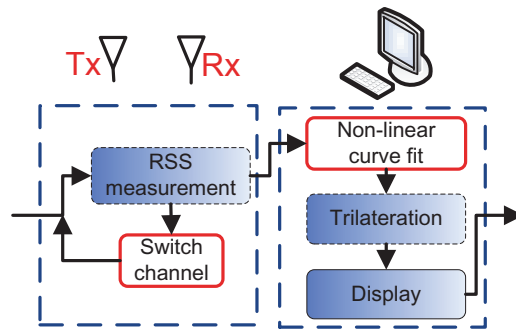 Tx
Rx
RSS
measurement
Switch
channel
Non-linear
curve fit
Trilateration
Display